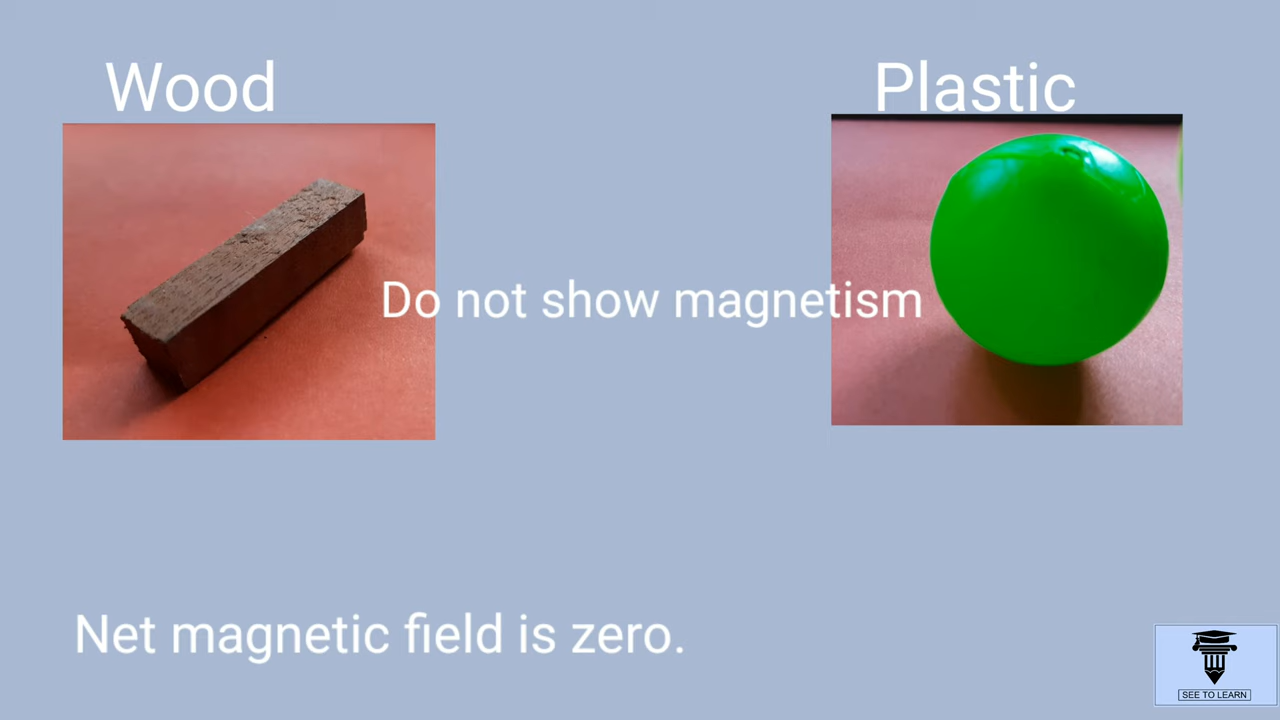 Wood
Plastic
Do not show magnetism
Net magnetic field is zero.
SEE TO LEARN